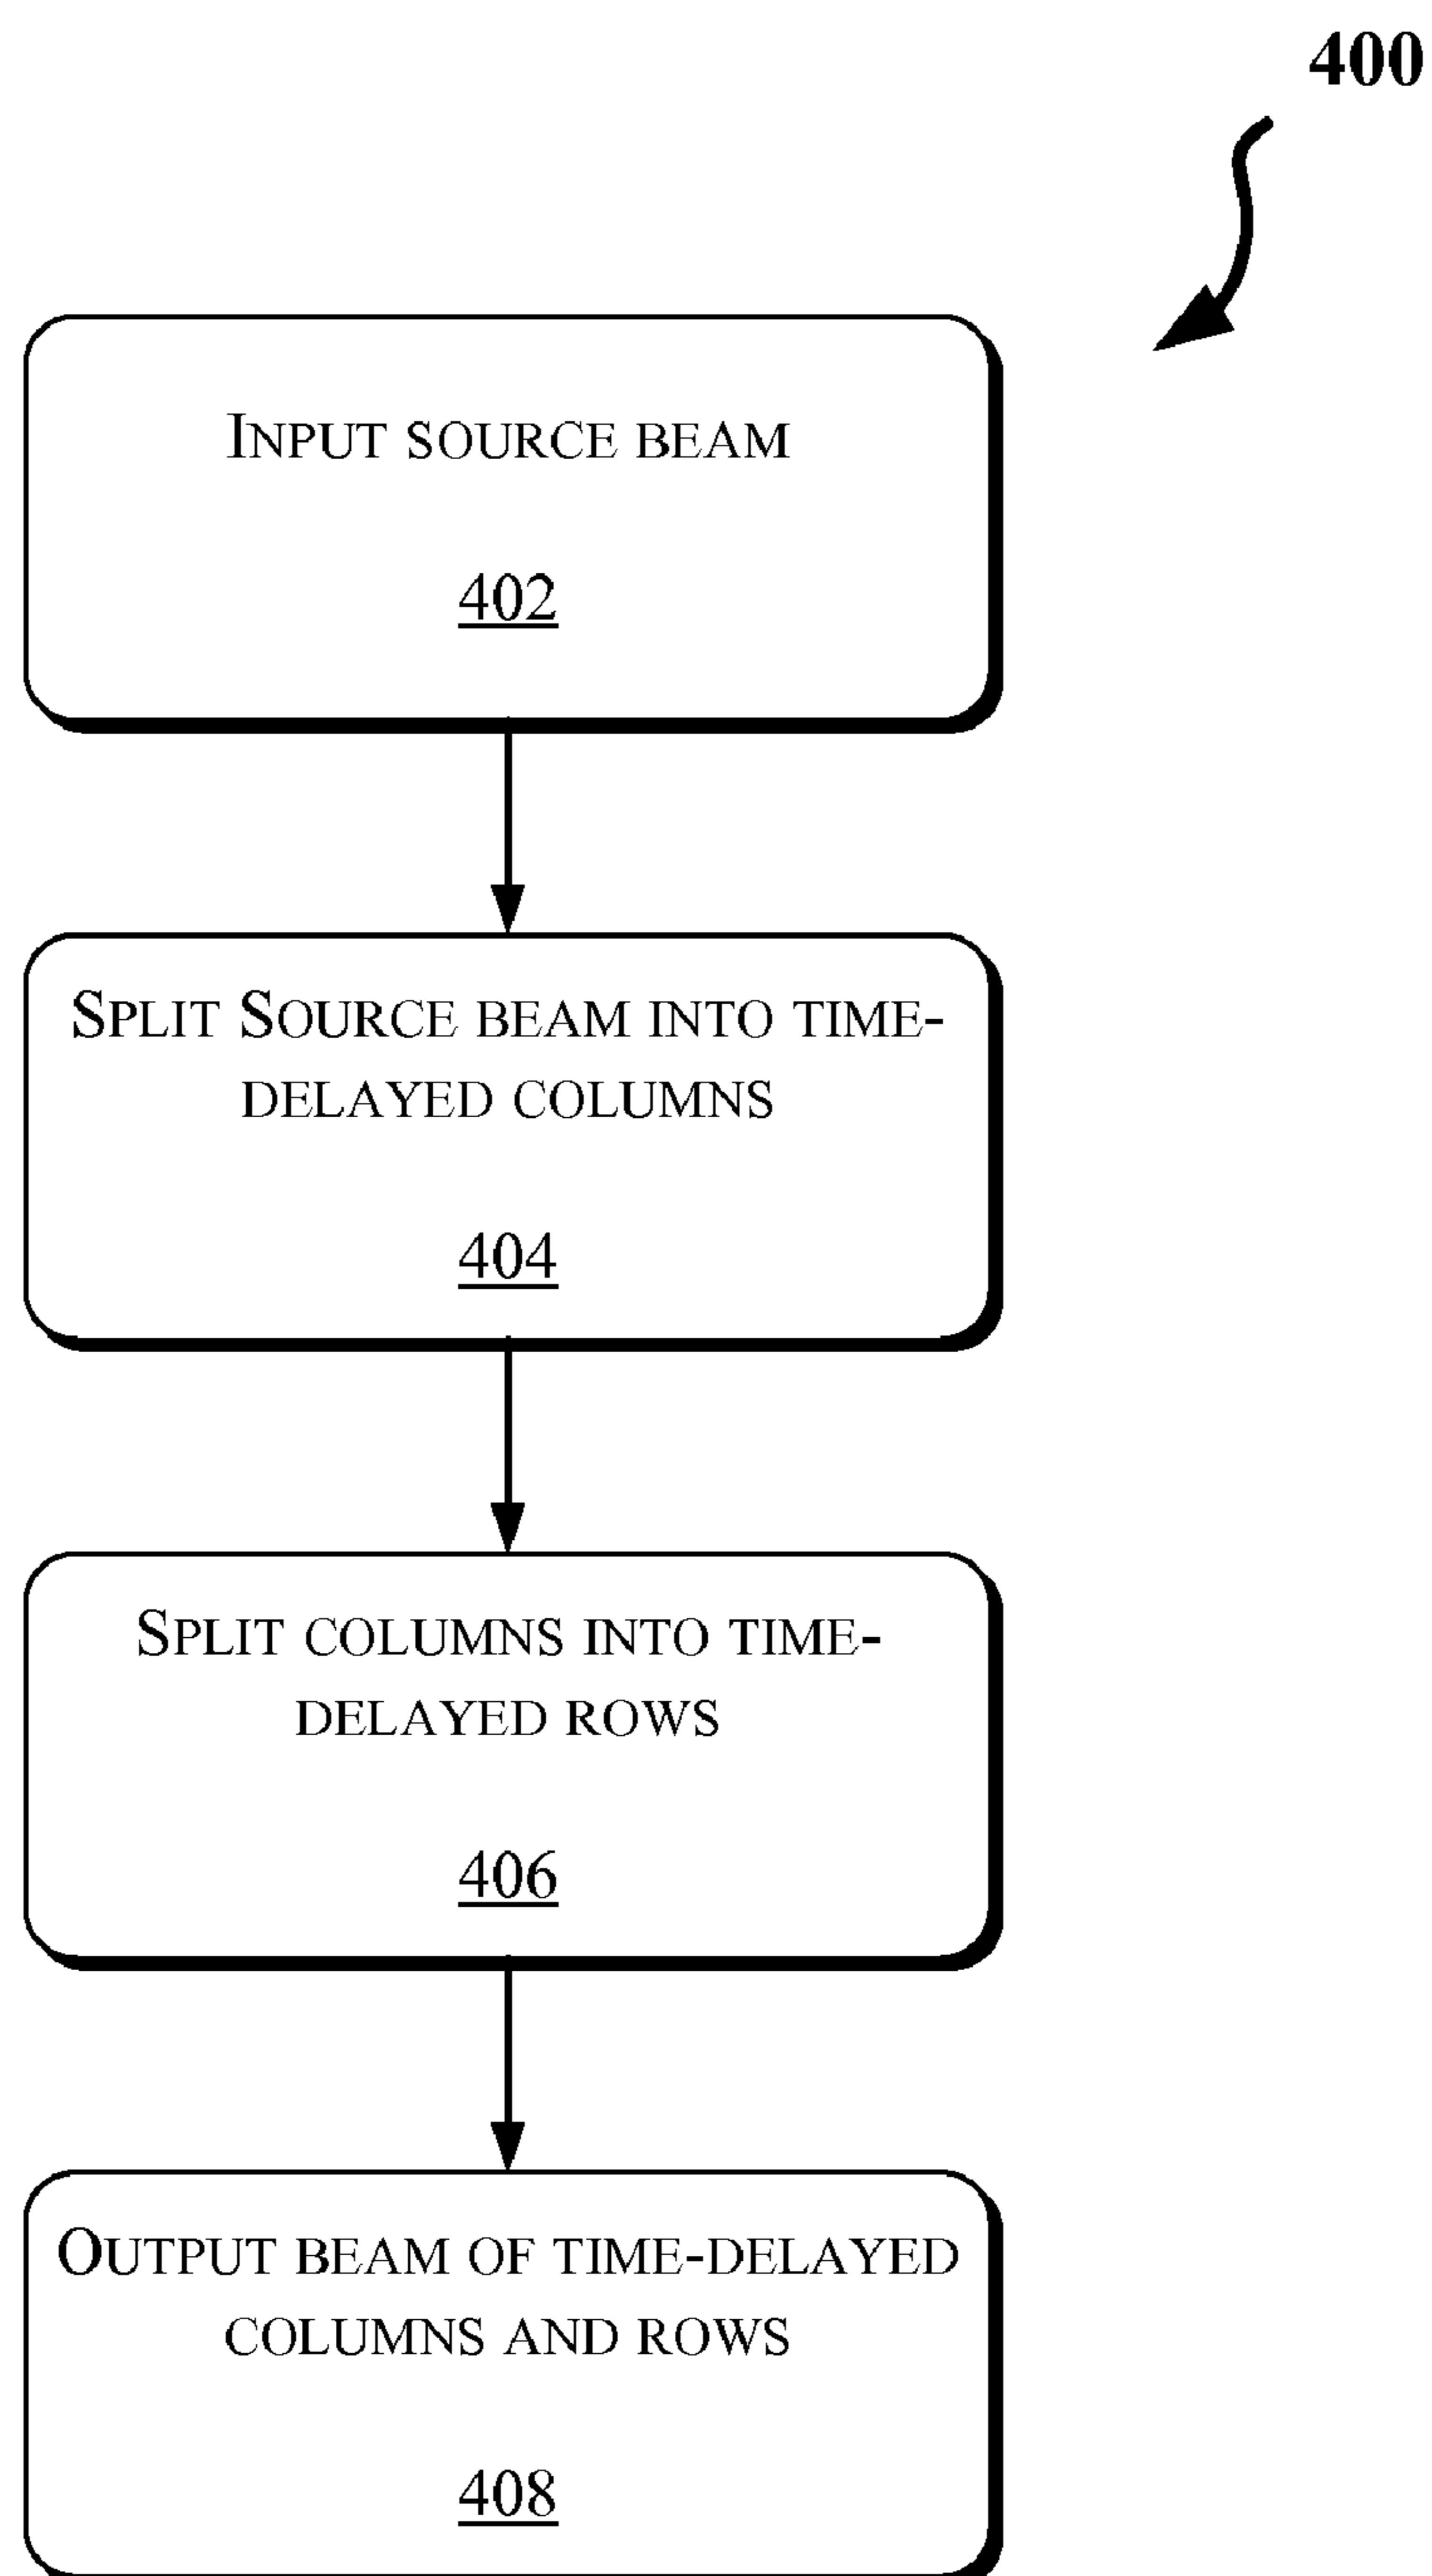 400
Input source beam
402
Split Source beam into time-
delayed columns
404
Split columns into time-
delayed rows
406
Output beam of time-delayed
columns and rows
408